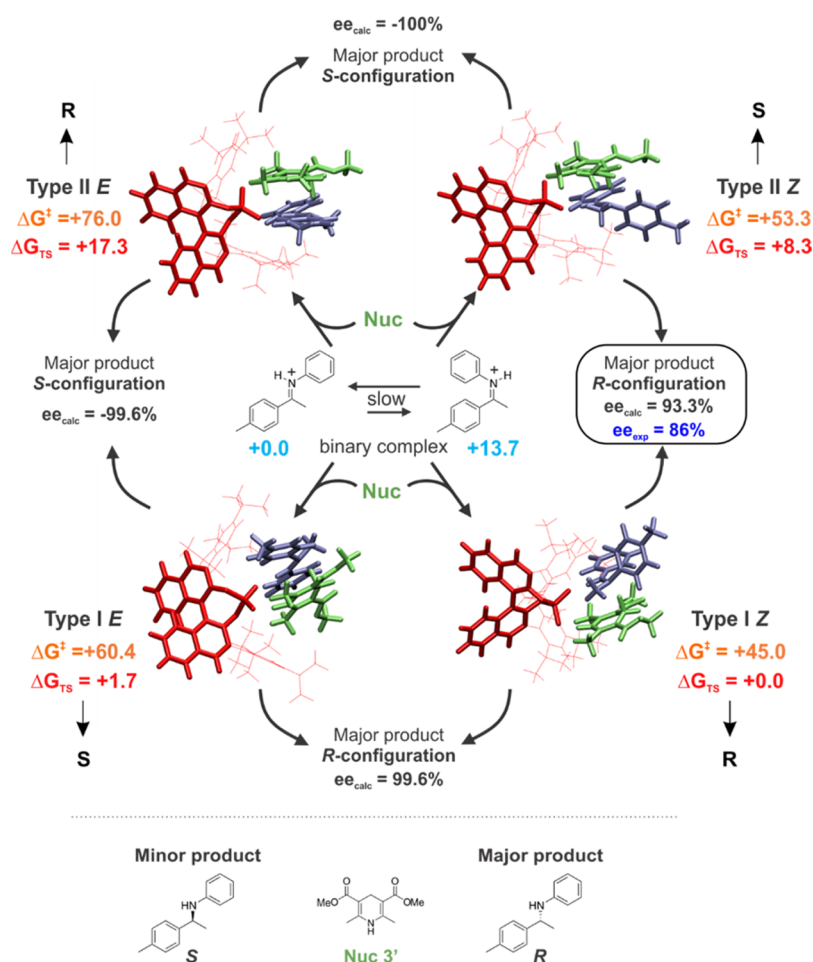 ee_calc = -100%
Major product
S-configuration
R
S
Type II E
ΔG‡ =+76.0
ΔG_TS = +17.3
Type II Z
ΔG‡ =+53.3
ΔG_TS = +8.3
Nuc
Major product
S-configuration
ee_calc = -99.6%
H
+
N
slow
+
N
H
Major product
R-configuration
ee_calc = 93.3%
ee_exp = 86%
+0.0
binary complex
+13.7
Nuc
Type I E
ΔG‡ =+60.4
ΔG_TS = +1.7
S
Type I Z
ΔG‡ = +45.0
ΔG_TS = +0.0
R
Major product
R-configuration
ee_calc = 99.6%
Minor product
Major product
HN
S
O
O
MeO
OMe
N
H
Nuc 3'
HN
R